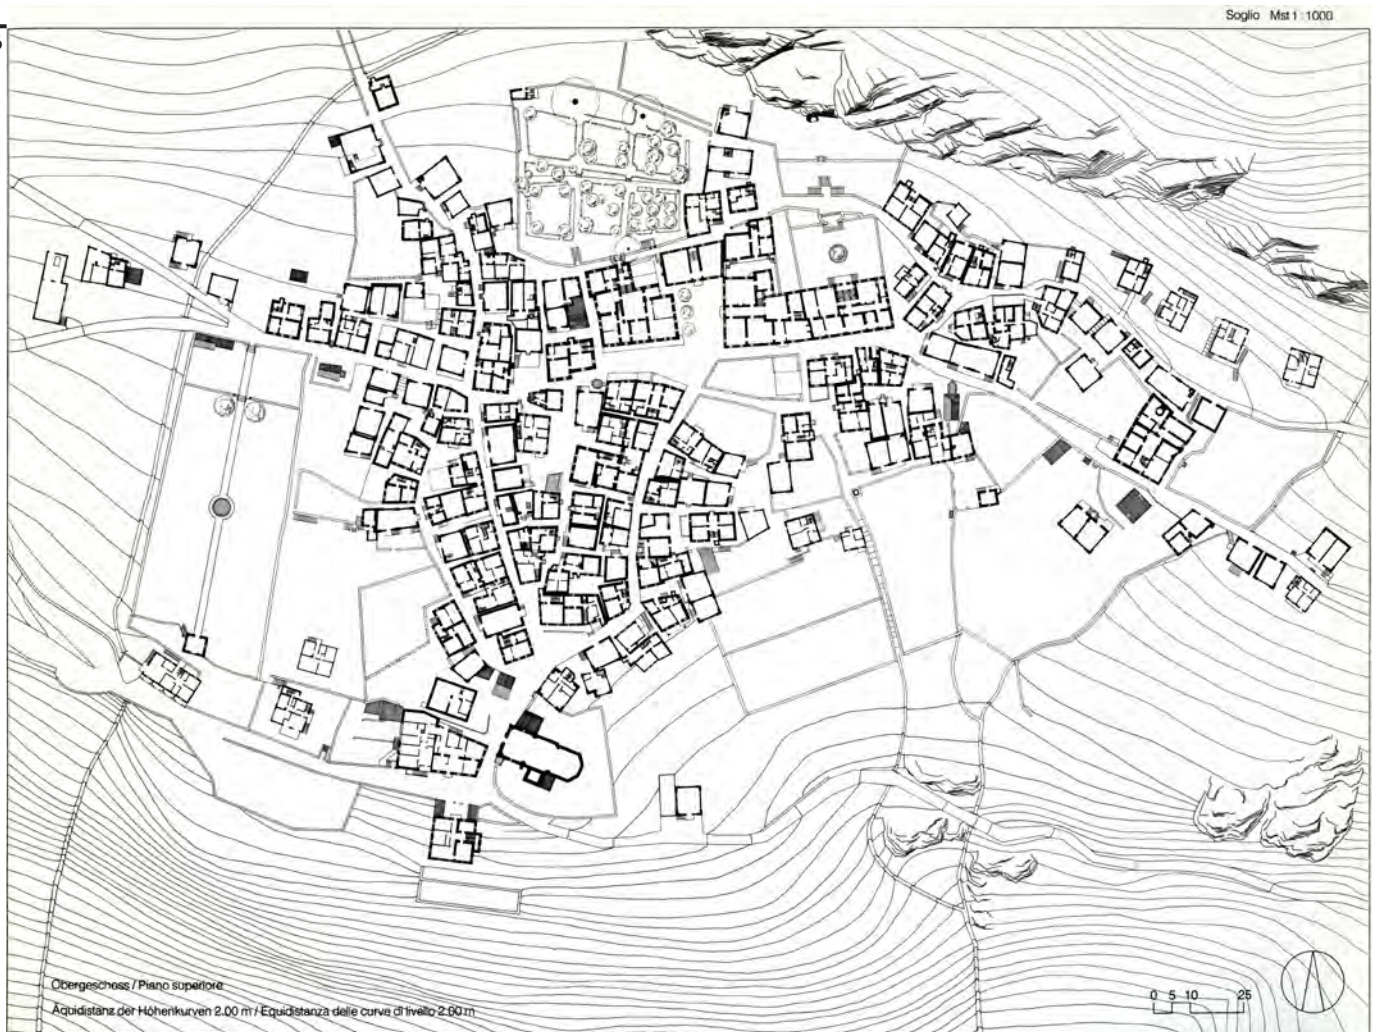 Soglio Mst 1:1000
Obergeschoss / Piano superiore
Äquidistanz der Höhenkurven 2.00 m / Equidistanza delle curve di livello 2.00 m
0 5 10 25